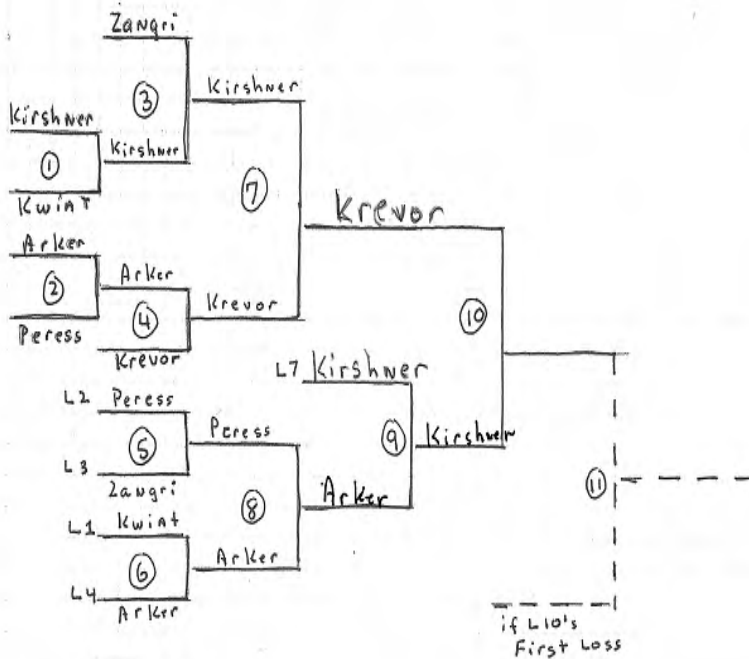 Zangri
③
Kirshner
Kirshner
①
Kirshner
Kwint
⑦
Krevor
Arker
②
Arker
④
Krevor
⑩
Peress
Krevor
L7 Kirshner
L2 Peress
⑤
Peress
⑨
Kirshner
L3
Zangri
⑧
Arker
⑪
L1 Kwint
⑥
Arker
L4
Arker
if L10's
First Loss